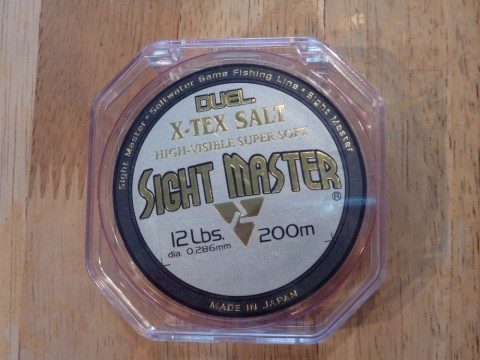 Sight Master • Saltwater Game Fishing Line • Sight Master
DUEL
X-TEX SALT
HIGH-VISIBLE SUPER SOFT
SIGHT MASTER®
12 Lbs. 200m
dia. 0.286mm
MADE IN JAPAN